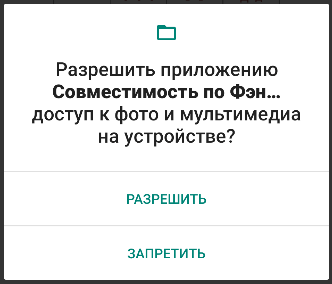 Разрешить приложению
Совместимость по Фэн...
доступ к фото и мультимедиа
на устройстве?
РАЗРЕШИТЬ
ЗАПРЕТИТЬ